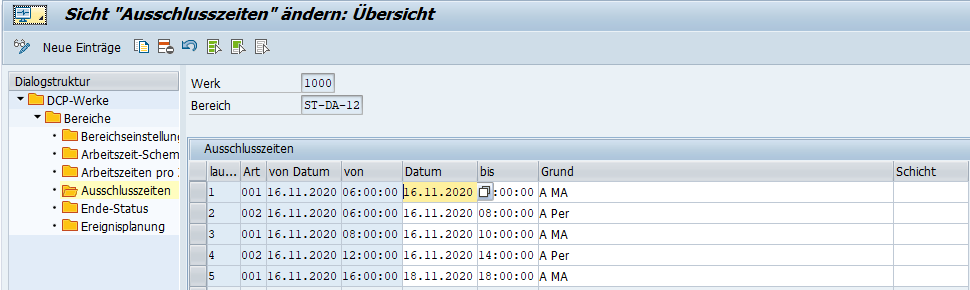 Sicht "Ausschlusszeiten" ändern: Übersicht
Neue Einträge
Dialogstruktur
DCP-Werke
Bereiche
Bereichseinstellun
Arbeitszeit-Schem
Arbeitszeiten pro
Ausschlusszeiten
Ende-Status
Ereignisplanung
Werk 1000
Bereich ST-DA-12
Ausschlusszeiten
lau... Art von Datum von Datum bis Grund Schicht
1 001 16.11.2020 06:00:00 16.11.2020 :00:00 A MA
2 002 16.11.2020 06:00:00 16.11.2020 08:00:00 A Per
3 001 16.11.2020 08:00:00 16.11.2020 10:00:00 A MA
4 002 16.11.2020 12:00:00 16.11.2020 14:00:00 A Per
5 001 16.11.2020 16:00:00 18.11.2020 18:00:00 A MA